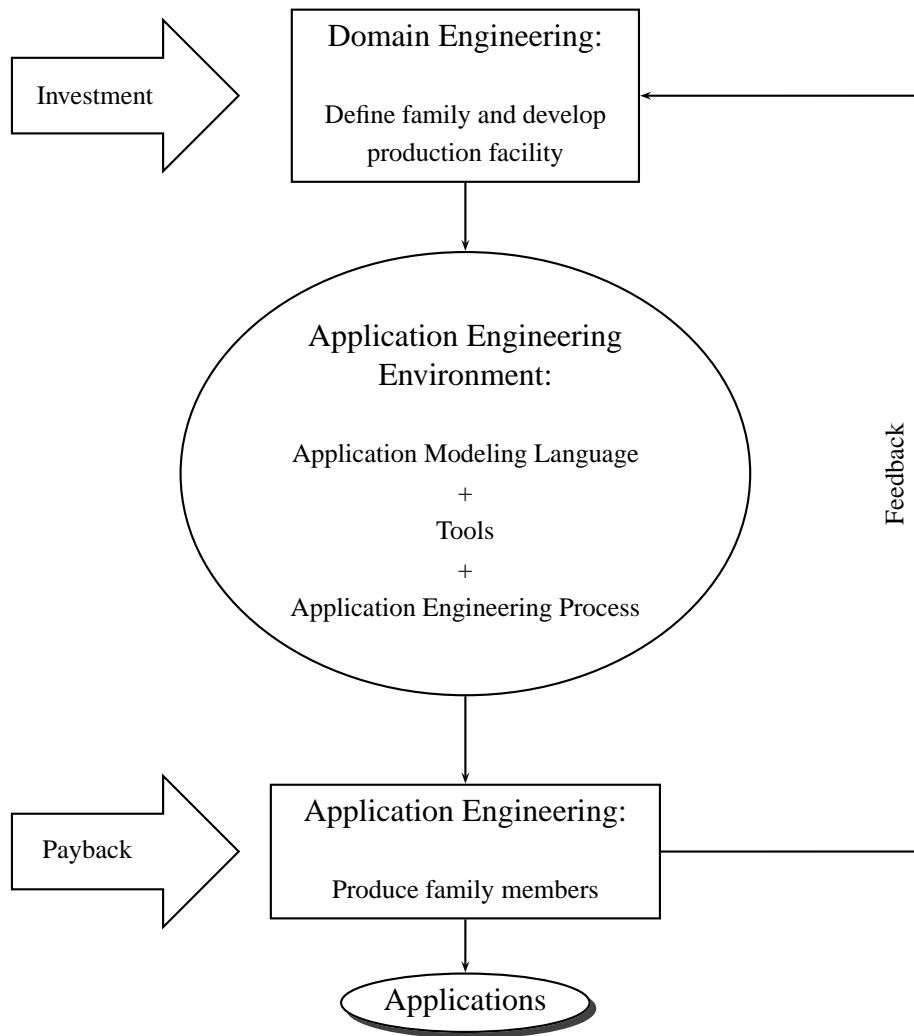 Domain Engineering:
Investment
Define family and develop
production facility
Application Engineering
Environment:
Application Modeling Language
+
Tools
+
Application Engineering Process
Feedback
Application Engineering:
Payback
Produce family members
Applications